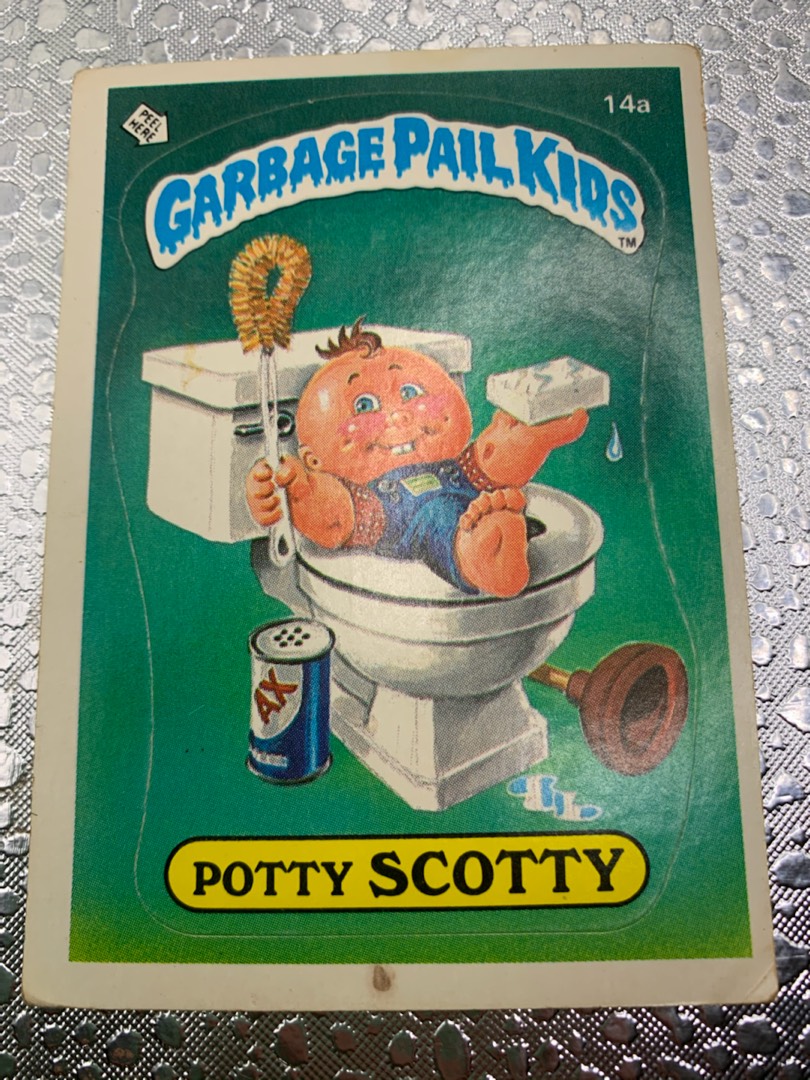 PEEL
HERE
14a
GARBAGE PAIL KIDS
TM
AX
POTTY SCOTTY